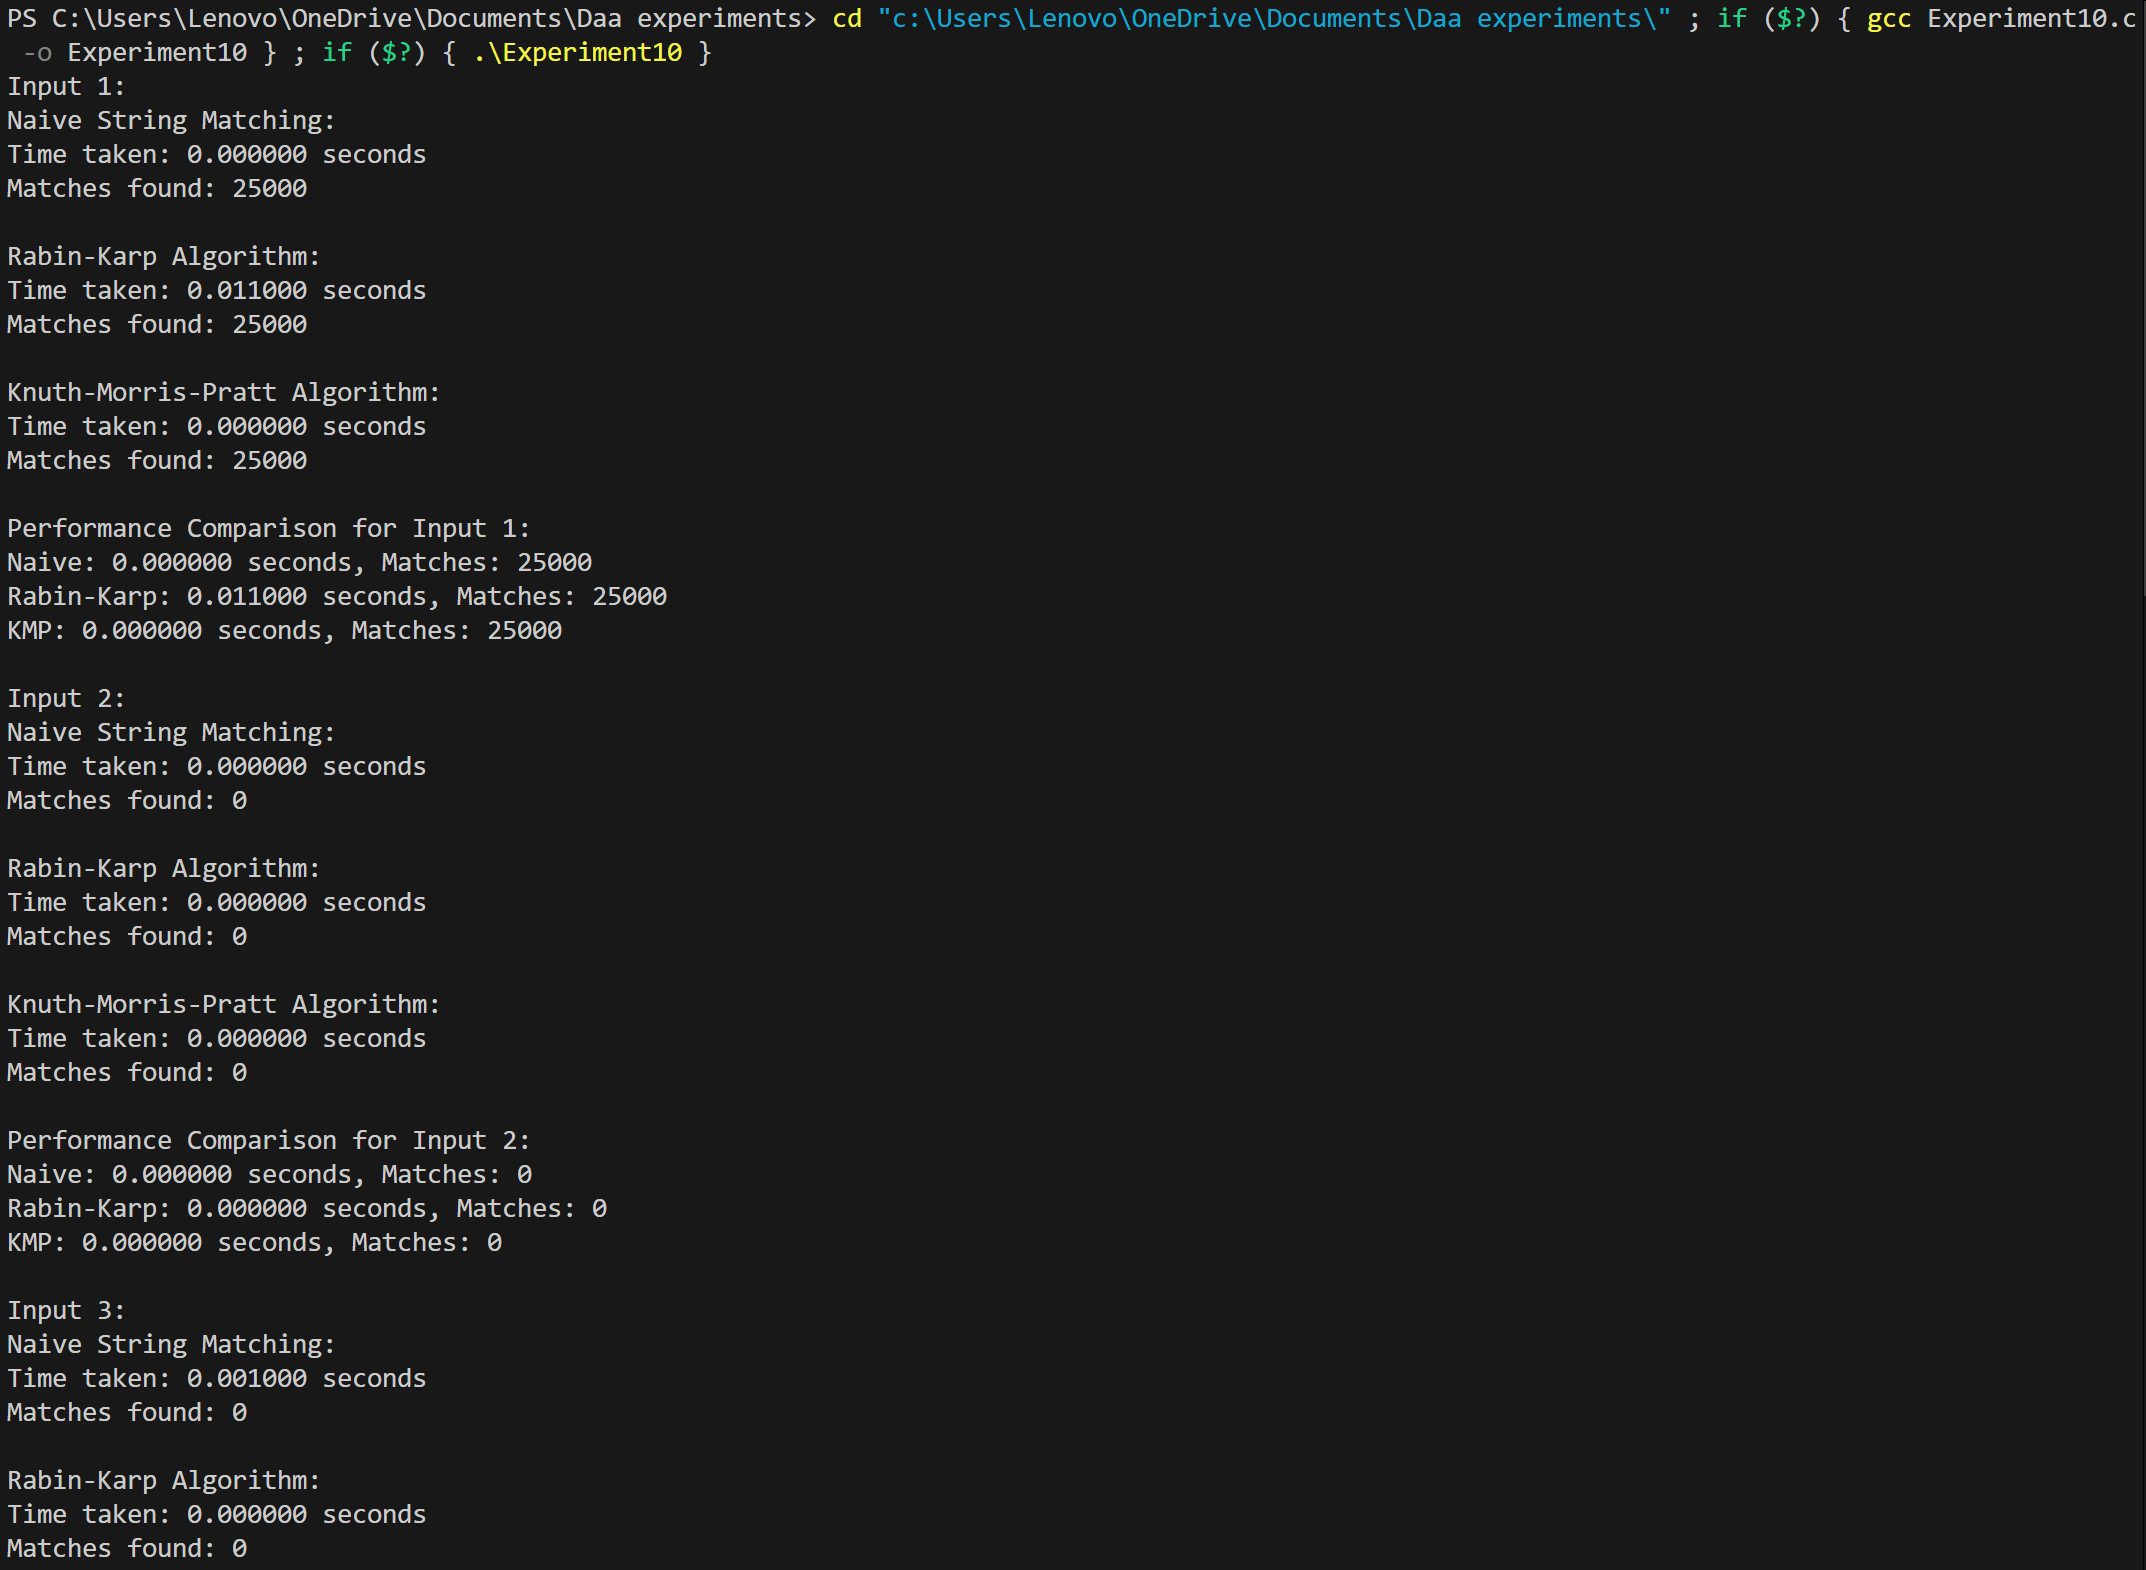 PS C:\Users\Lenovo\OneDrive\Documents\Daa experiments> cd "c:\Users\Lenovo\OneDrive\Documents\Daa experiments\" ; if ($?) { gcc Experiment10.c
-o Experiment10 } ; if ($?) { .\Experiment10 }
Input 1:
Naive String Matching:
Time taken: 0.000000 seconds
Matches found: 25000

Rabin-Karp Algorithm:
Time taken: 0.011000 seconds
Matches found: 25000

Knuth-Morris-Pratt Algorithm:
Time taken: 0.000000 seconds
Matches found: 25000

Performance Comparison for Input 1:
Naive: 0.000000 seconds, Matches: 25000
Rabin-Karp: 0.011000 seconds, Matches: 25000
KMP: 0.000000 seconds, Matches: 25000

Input 2:
Naive String Matching:
Time taken: 0.000000 seconds
Matches found: 0

Rabin-Karp Algorithm:
Time taken: 0.000000 seconds
Matches found: 0

Knuth-Morris-Pratt Algorithm:
Time taken: 0.000000 seconds
Matches found: 0

Performance Comparison for Input 2:
Naive: 0.000000 seconds, Matches: 0
Rabin-Karp: 0.000000 seconds, Matches: 0
KMP: 0.000000 seconds, Matches: 0

Input 3:
Naive String Matching:
Time taken: 0.001000 seconds
Matches found: 0

Rabin-Karp Algorithm:
Time taken: 0.000000 seconds
Matches found: 0